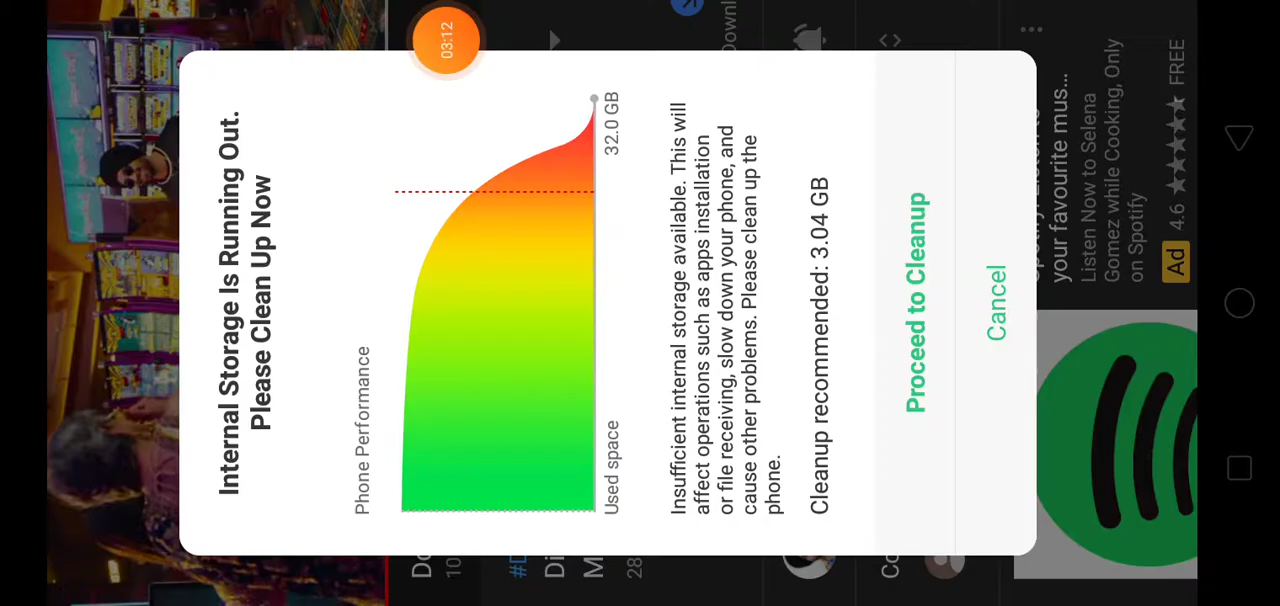 03:12
Internal Storage Is Running Out.
Please Clean Up Now
Phone Performance
Used space
32.0 GB
Insufficient internal storage available. This will
affect operations such as apps installation
or file receiving, slow down your phone, and
cause other problems. Please clean up the
phone.
Cleanup recommended: 3.04 GB
Proceed to Cleanup
Cancel
your favourite mus...
Listen Now to Selena
Gomez while Cooking, Only
on Spotify
Ad 4.6 ★★★★★ FREE